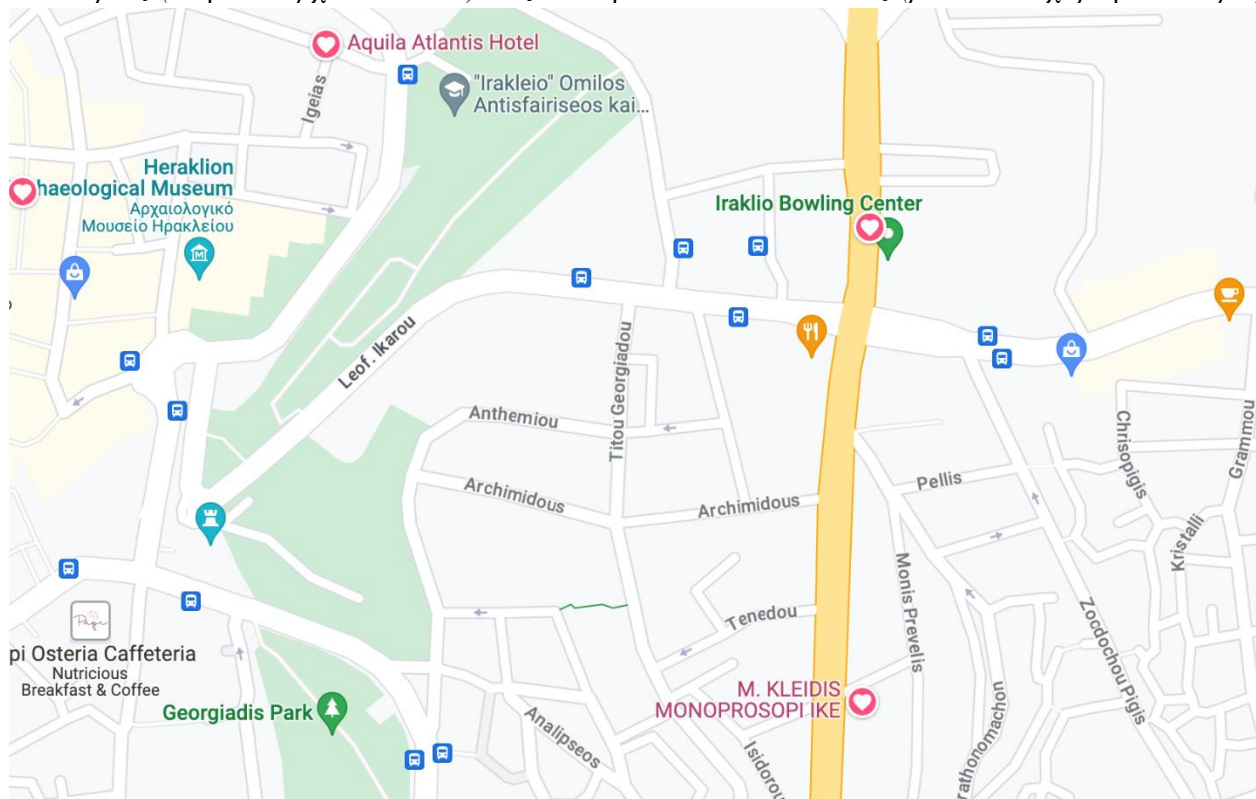 Aquila Atlantis Hotel
"Irakleio" Omilos
Antisfairiseos kai...
Igeias
Heraklion
haeological Museum
Αρχαιολογικό
Μουσείο Ηρακλείου
Iraklio Bowling Center
Leof. Ikarou
Titou Georgiadou
Anthemiou
Archimidous
Archimidous
Pellis
Chrisopigis
Grammou
Kristalli
Monis Prevelis
Zoodochou Pigis
Tenedou
pi Osteria Caffeteria
Nutricious
Breakfast & Coffee
Georgiadis Park
M. KLEIDIS
MONOPROSOPI IKE
Analipseos
Isidorou
rathonomachon